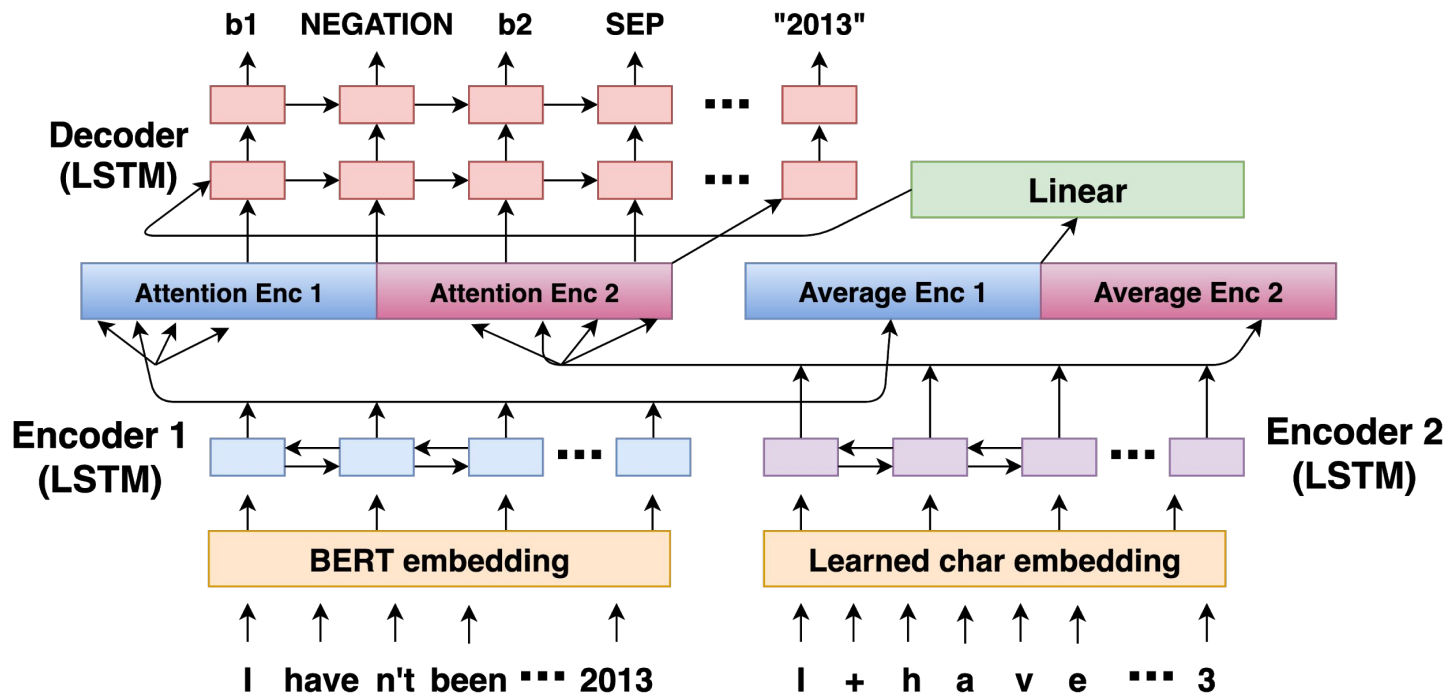 b1 NEGATION b2 SEP "2013"
Decoder
(LSTM)
Linear
Attention Enc 1 Attention Enc 2 Average Enc 1 Average Enc 2
Encoder 1
(LSTM)
Encoder 2
(LSTM)
BERT embedding Learned char embedding
I have n't been ... 2013 I + h a v e ... 3